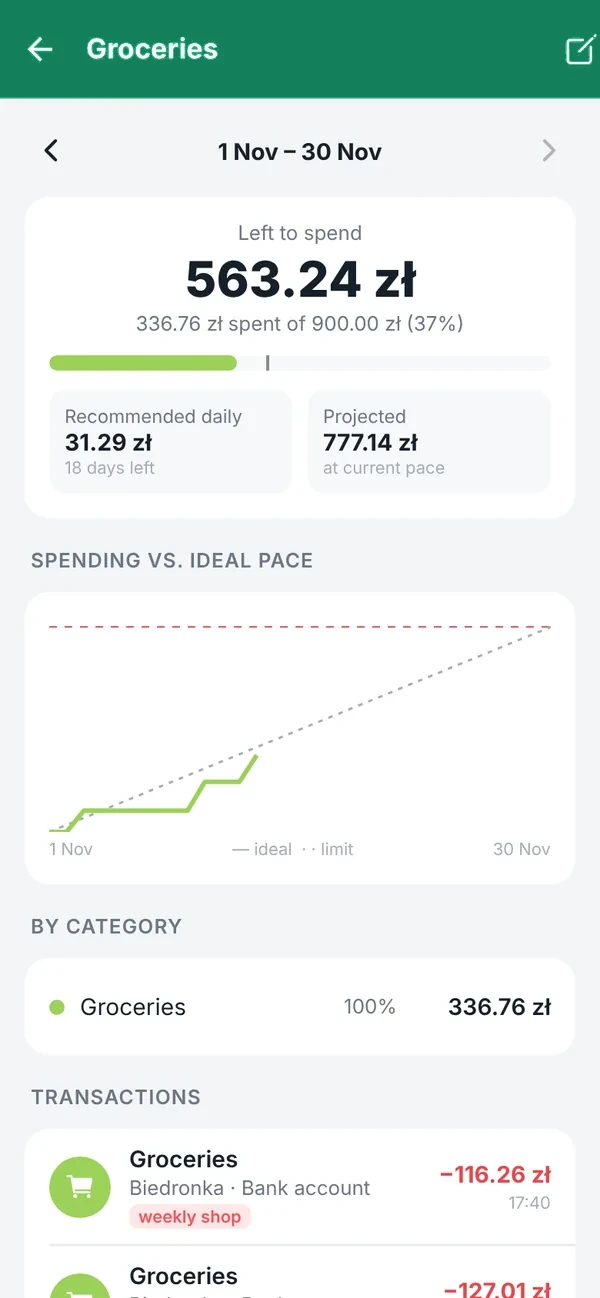 Groceries
1 Nov – 30 Nov
Left to spend
563.24 zł
336.76 zł spent of 900.00 zł (37%)
Recommended daily
31.29 zł
18 days left
Projected
777.14 zł
at current pace
SPENDING VS. IDEAL PACE
1 Nov
— ideal · · limit
30 Nov
BY CATEGORY
Groceries 100% 336.76 zł
TRANSACTIONS
Groceries
Biedronka · Bank account
weekly shop
−116.26 zł
17:40
Groceries
−127.01 zł